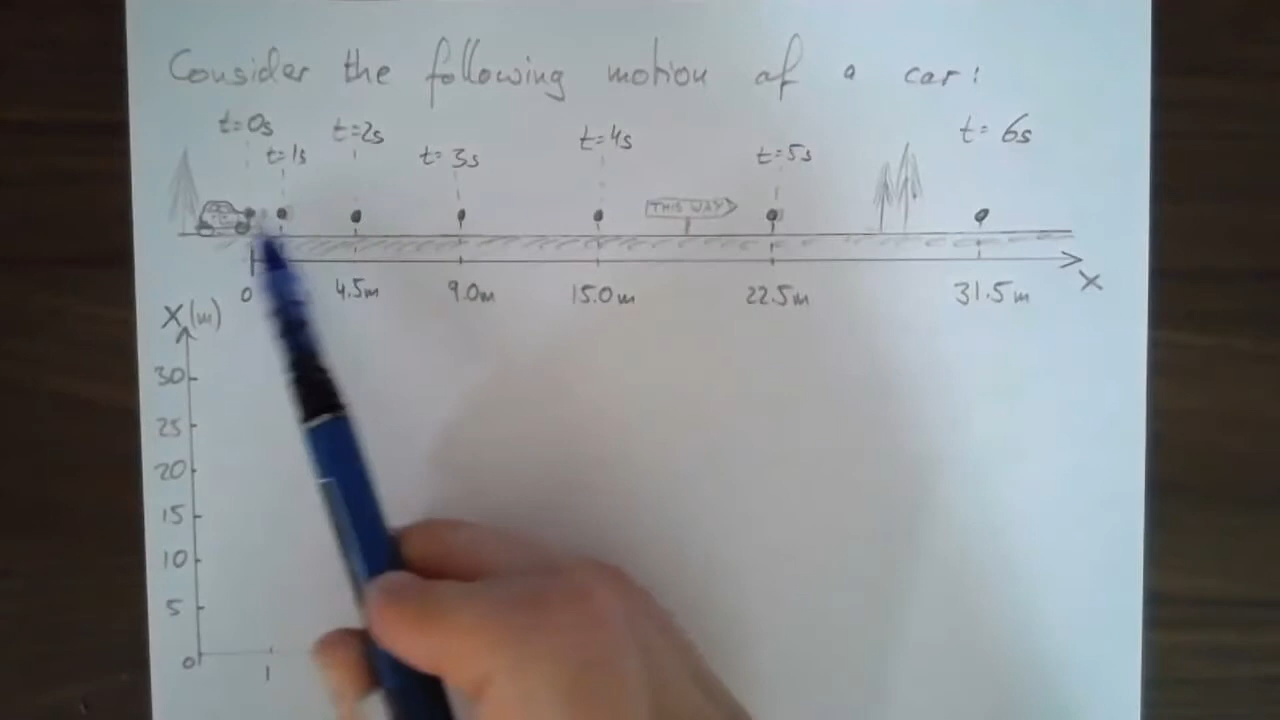 Consider the following motion of a car:
t=0s t=2s t=4s t=6s
t=1s t=3s t=5s
THIS WAY
0 4.5m 9.0m 15.0m 22.5m 31.5m X
X(m)
30
25
20
15
10
5
0
1